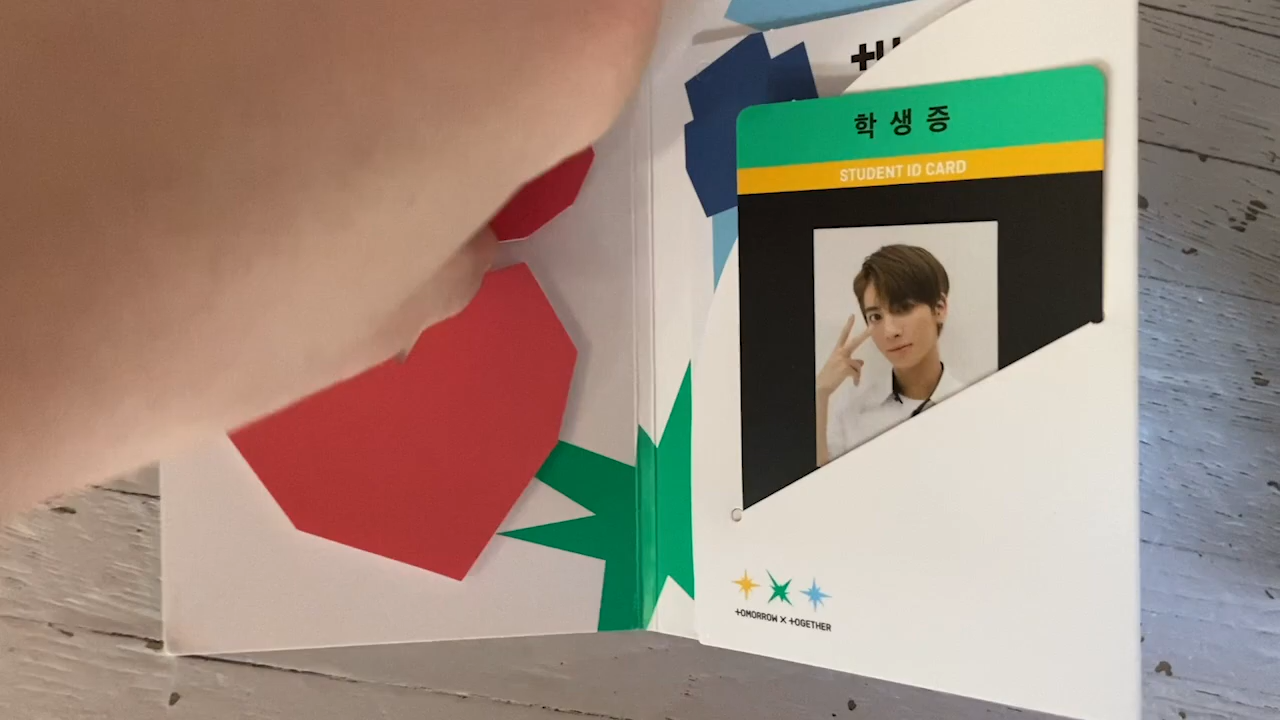 학생증
STUDENT ID CARD
TOMORROW X TOGETHER